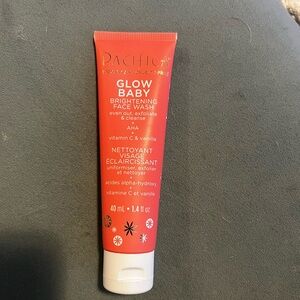 Pacifica
GLOW
BABY
BRIGHTENING
FACE WASH
even out, exfoliate
& cleanse
•
AHA
•
vitamin C & vanilla
NETTOYANT
VISAGE
ÉCLAIRCISSANT
uniformiser, exfolier
et nettoyer
•
acides alpha-hydroxy
•
vitamine C et vanille
40 mL • 1.4 fl oz